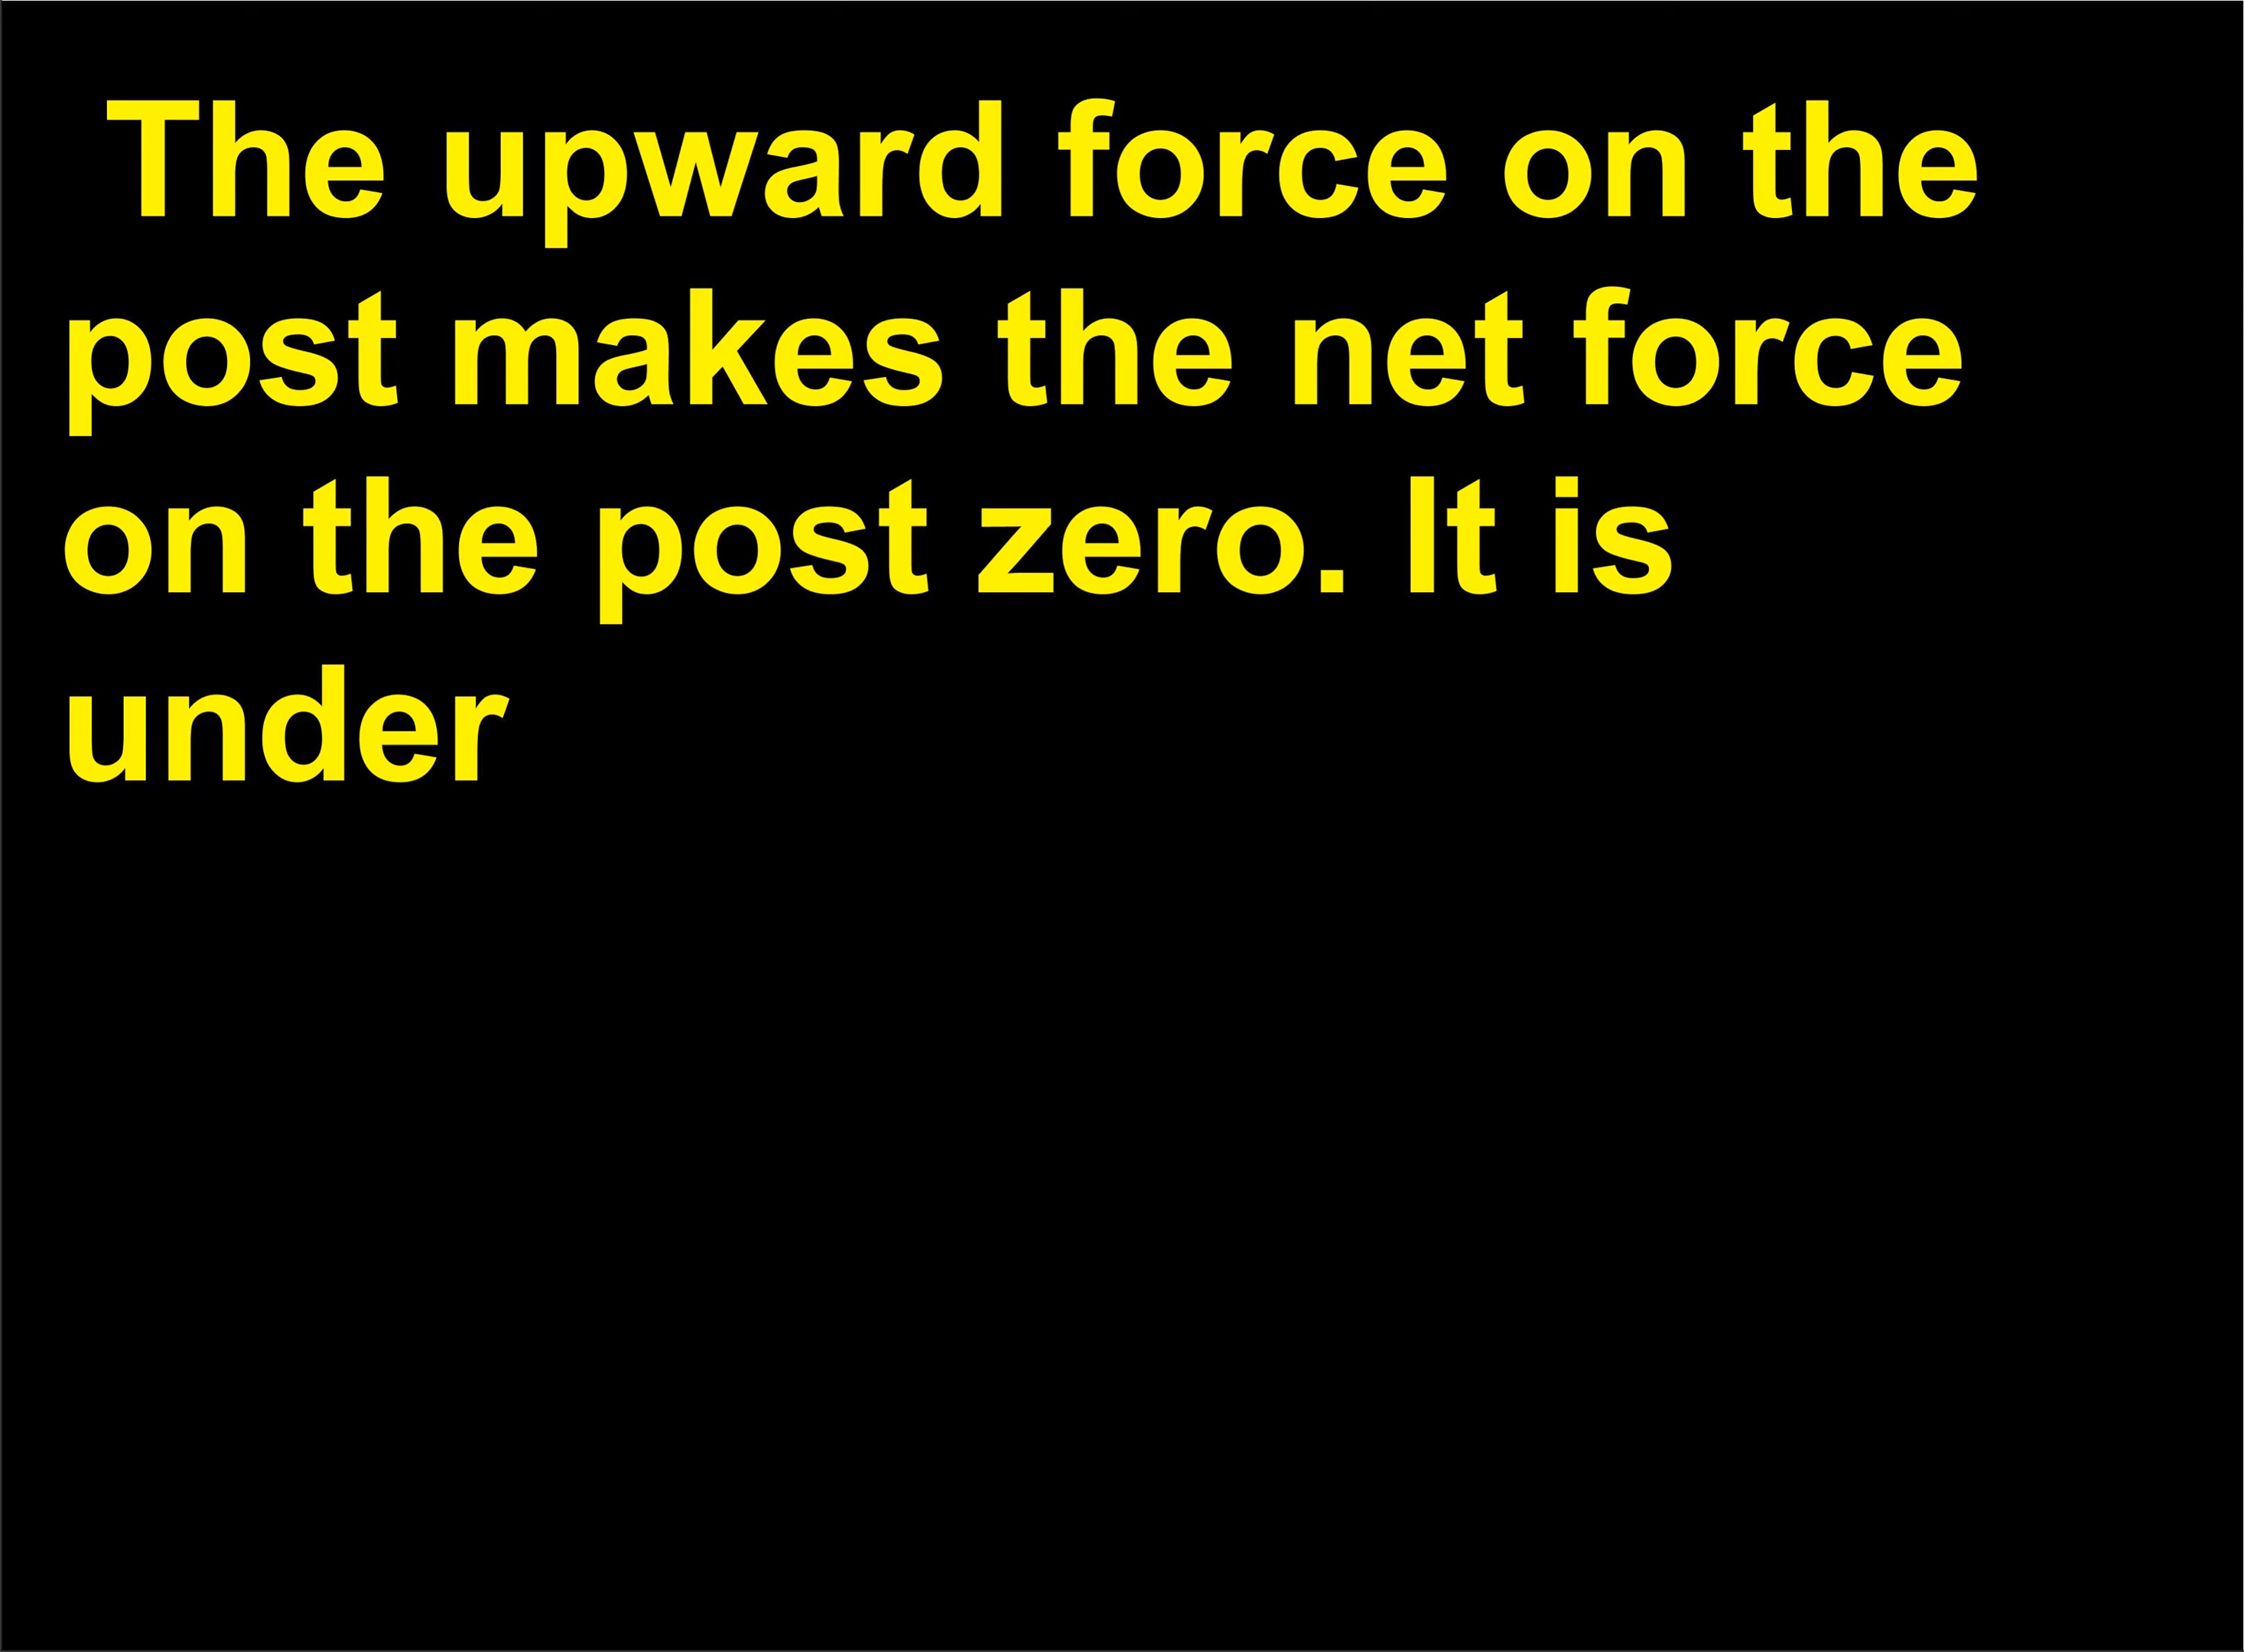 The upward force on the
post makes the net force
on the post zero. It is
under